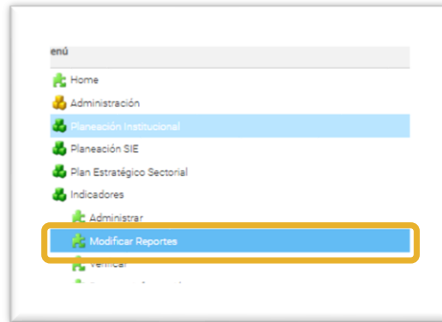 enú
Home
Administración
Planeación Institucional
Planeación SIE
Plan Estratégico Sectorial
Indicadores
Administrar
Modificar Reportes
Verificar